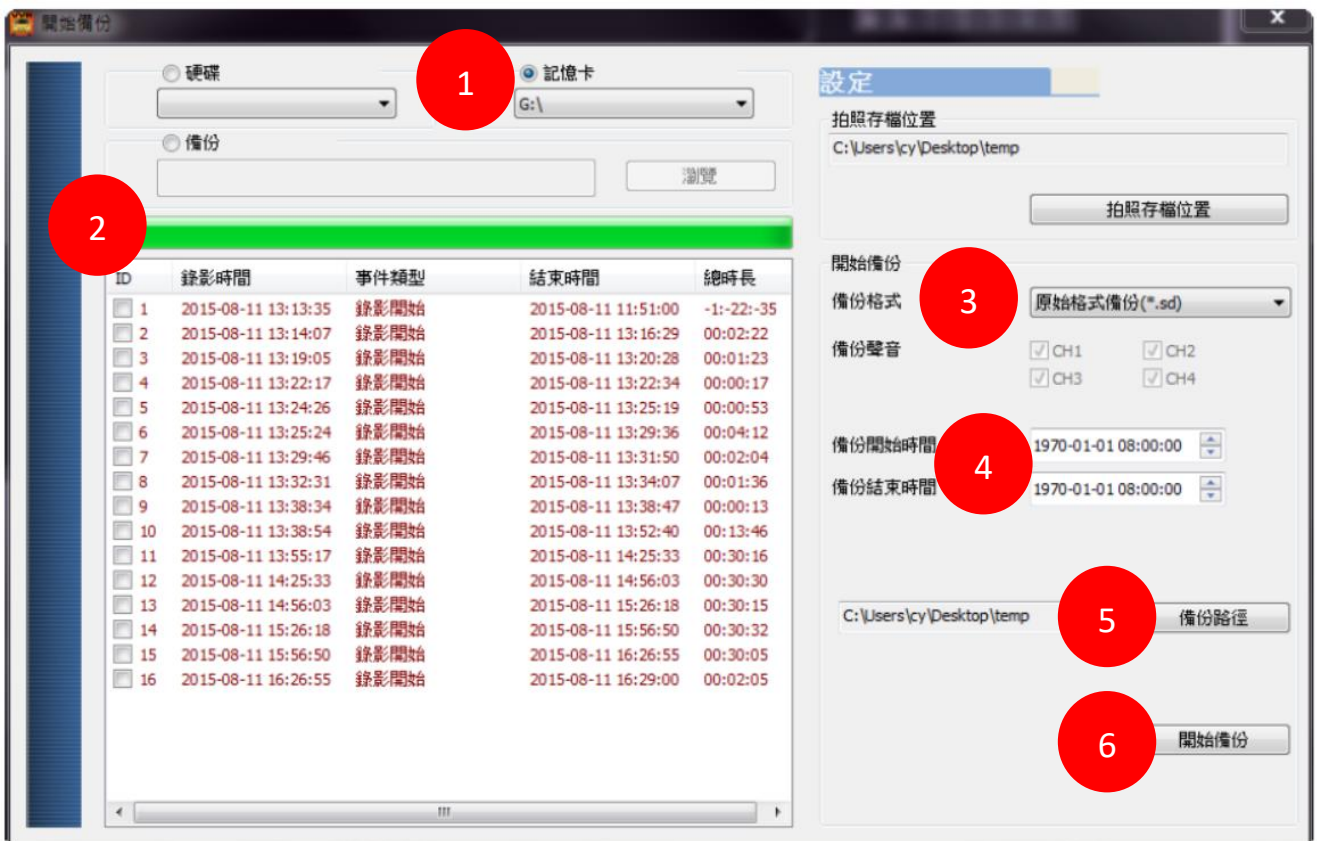 開始備份
硬碟
1
記憶卡
G:\
備份
瀏覽
2
ID 錄影時間 事件類型 結束時間 總時長
1 2015-08-11 13:13:35 錄影開始 2015-08-11 11:51:00 -1:-22:-35
2 2015-08-11 13:14:07 錄影開始 2015-08-11 13:16:29 00:02:22
3 2015-08-11 13:19:05 錄影開始 2015-08-11 13:20:28 00:01:23
4 2015-08-11 13:22:17 錄影開始 2015-08-11 13:22:34 00:00:17
5 2015-08-11 13:24:26 錄影開始 2015-08-11 13:25:19 00:00:53
6 2015-08-11 13:25:24 錄影開始 2015-08-11 13:29:36 00:04:12
7 2015-08-11 13:29:46 錄影開始 2015-08-11 13:31:50 00:02:04
8 2015-08-11 13:32:31 錄影開始 2015-08-11 13:34:07 00:01:36
9 2015-08-11 13:38:34 錄影開始 2015-08-11 13:38:47 00:00:13
10 2015-08-11 13:38:54 錄影開始 2015-08-11 13:52:40 00:13:46
11 2015-08-11 13:55:17 錄影開始 2015-08-11 14:25:33 00:30:16
12 2015-08-11 14:25:33 錄影開始 2015-08-11 14:56:03 00:30:30
13 2015-08-11 14:56:03 錄影開始 2015-08-11 15:26:18 00:30:15
14 2015-08-11 15:26:18 錄影開始 2015-08-11 15:56:50 00:30:32
15 2015-08-11 15:56:50 錄影開始 2015-08-11 16:26:55 00:30:05
16 2015-08-11 16:26:55 錄影開始 2015-08-11 16:29:00 00:02:05
設定
拍照存檔位置
C:\Users\cy\Desktop\temp
拍照存檔位置
開始備份
備份格式 3 原始格式備份(*.sd)
備份聲音 CH1 CH2
CH3 CH4
備份開始時間 1970-01-01 08:00:00
4
備份結束時間 1970-01-01 08:00:00
C:\Users\cy\Desktop\temp 5 備份路徑
6 開始備份